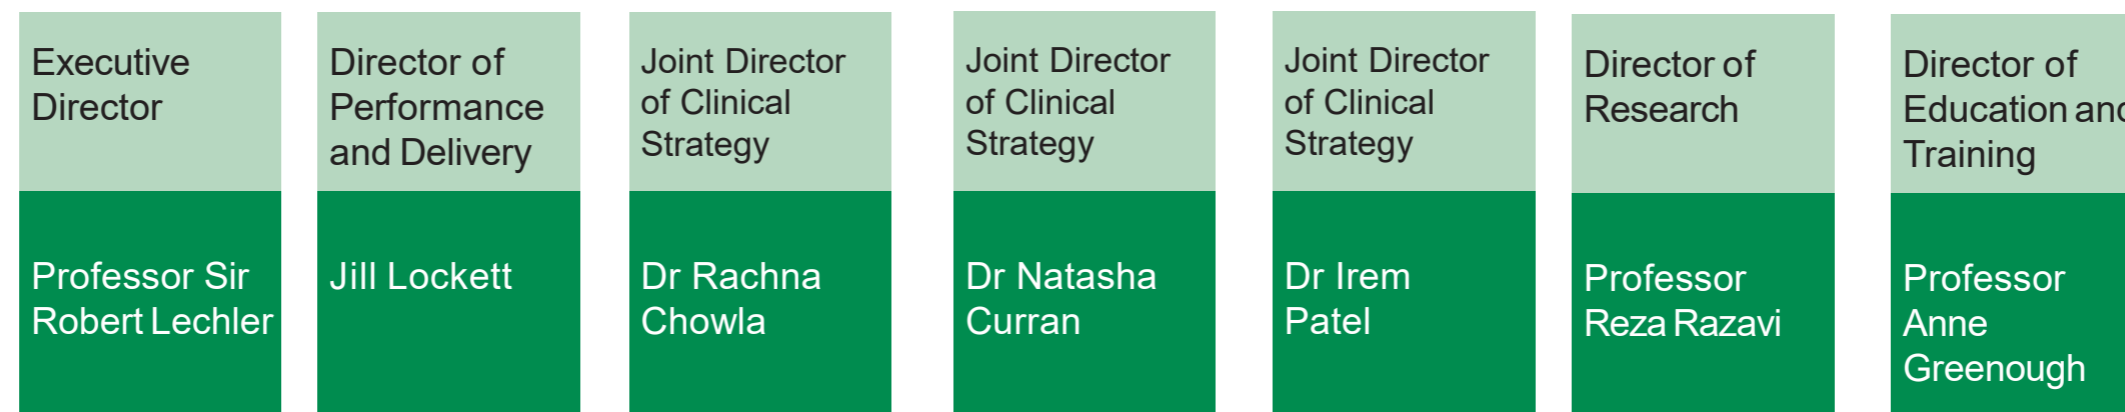 Executive
Director
Professor Sir
Robert Lechler
Director of
Performance
and Delivery
Jill Lockett
Joint Director
of Clinical
Strategy
Dr Rachna
Chowla
Joint Director
of Clinical
Strategy
Dr Natasha
Curran
Joint Director
of Clinical
Strategy
Dr Irem
Patel
Director of
Research
Professor
Reza Razavi
Director of
Education and
Training
Professor
Anne
Greenough